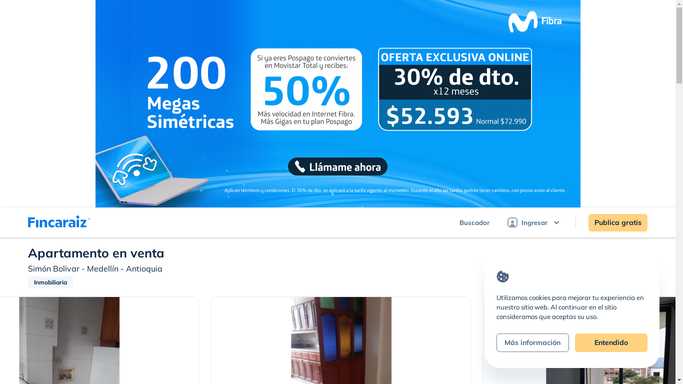 Fibra
200
Megas
Simétricas
Si ya eres Pospago te conviertes
en Movistar Total y recibes:
50%
Más velocidad en Internet Fibra.
Más Gigas en tu plan Pospago
OFERTA EXCLUSIVA ONLINE
30% de dto.
x12 meses
$52.593 Normal $72.990
Llámame ahora
Fincaraiz
Buscador
Ingresar
Publica gratis
Apartamento en venta
Simón Bolivar - Medellín - Antioquia
Inmobiliaria
Utilizamos cookies para mejorar tu experiencia en
nuestro sitio web. Al continuar en el sitio
consideramos que aceptas su uso.
Más información
Entendido